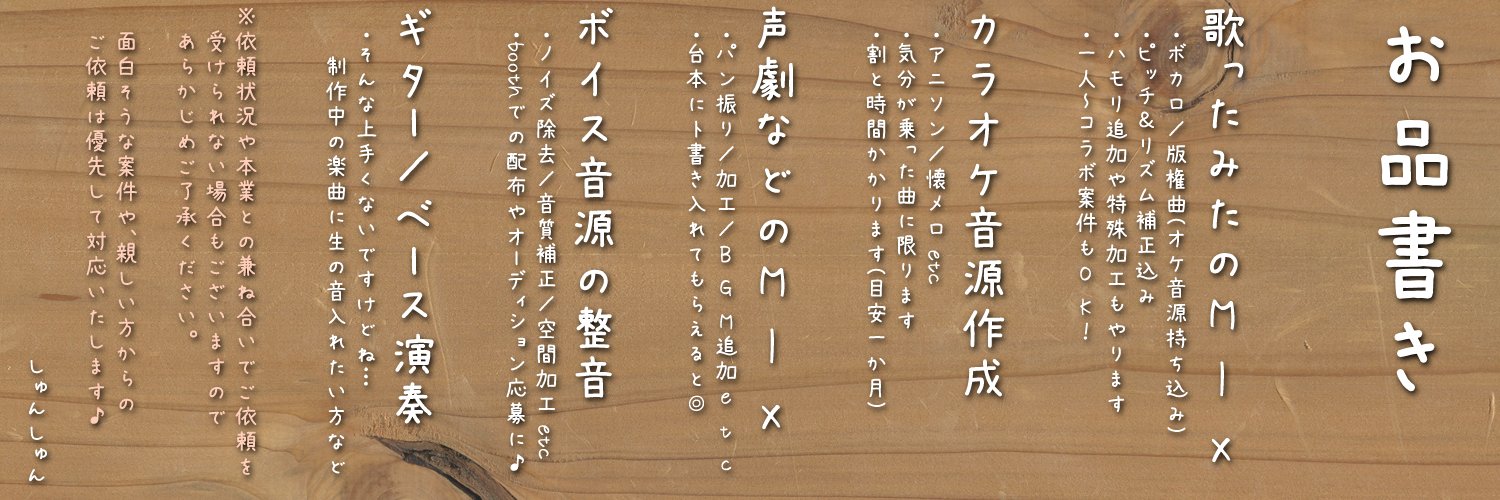 お品書き
歌ってみたのMIX
・ボカロ/版権曲(オケ音源持ち込み)
・ピッチ&リズム補正込み
・ハモリ追加や特殊加工もやります
・一人~コラボ案件もOK!
カラオケ音源作成
・アニソン/懐メロetc
・気分が乗った曲に限ります
・割と時間かかります(目安一か月)
声劇などのMIX
・パン振り/加工/BGM追加etc
・台本にト書き入れてもらえると◎
ボイス音源の整音
・ノイズ除去/音質補正/空間加工etc
・boothでの配布やオーディション応募に♪
ギター/ベース演奏
・そんな上手くないですけどね…
制作中の楽曲に生の音入れたい方など
※依頼状況や本業との兼ね合いでご依頼を
受けられない場合もございますので
あらかじめご了承ください。
面白そうな案件や、親しい方からの
ご依頼は優先して対応いたします♪
しゅんしゅん